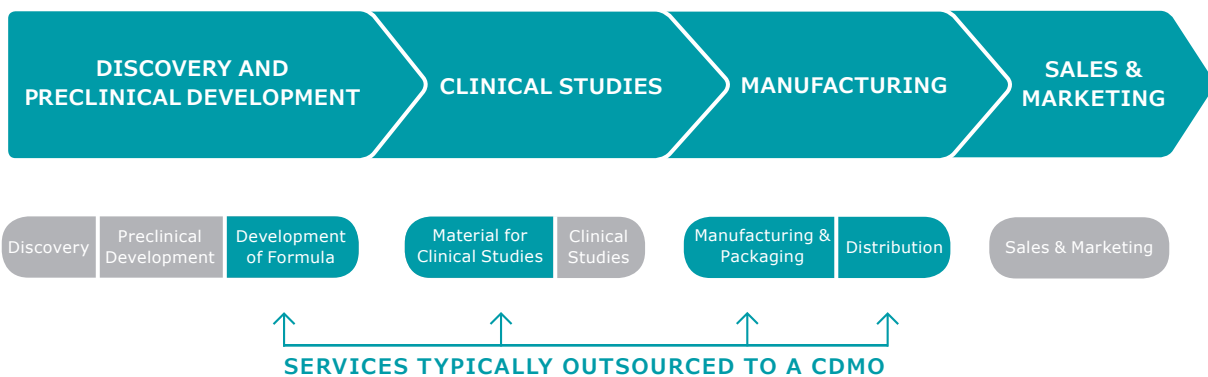 DISCOVERY AND
PRECLINICAL DEVELOPMENT
CLINICAL STUDIES
MANUFACTURING
SALES &
MARKETING
Discovery
Preclinical
Development
Development
of Formula
Material for
Clinical Studies
Clinical
Studies
Manufacturing &
Packaging
Distribution
Sales & Marketing
SERVICES TYPICALLY OUTSOURCED TO A CDMO